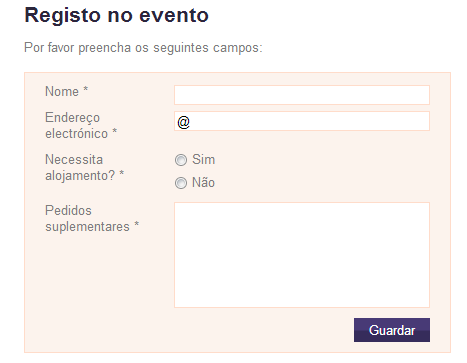 Registo no evento
Por favor preencha os seguintes campos:
Nome *
Endereço
electrónico *
@
Necessita
alojamento? *
Sim
Não
Pedidos
suplementares *
Guardar